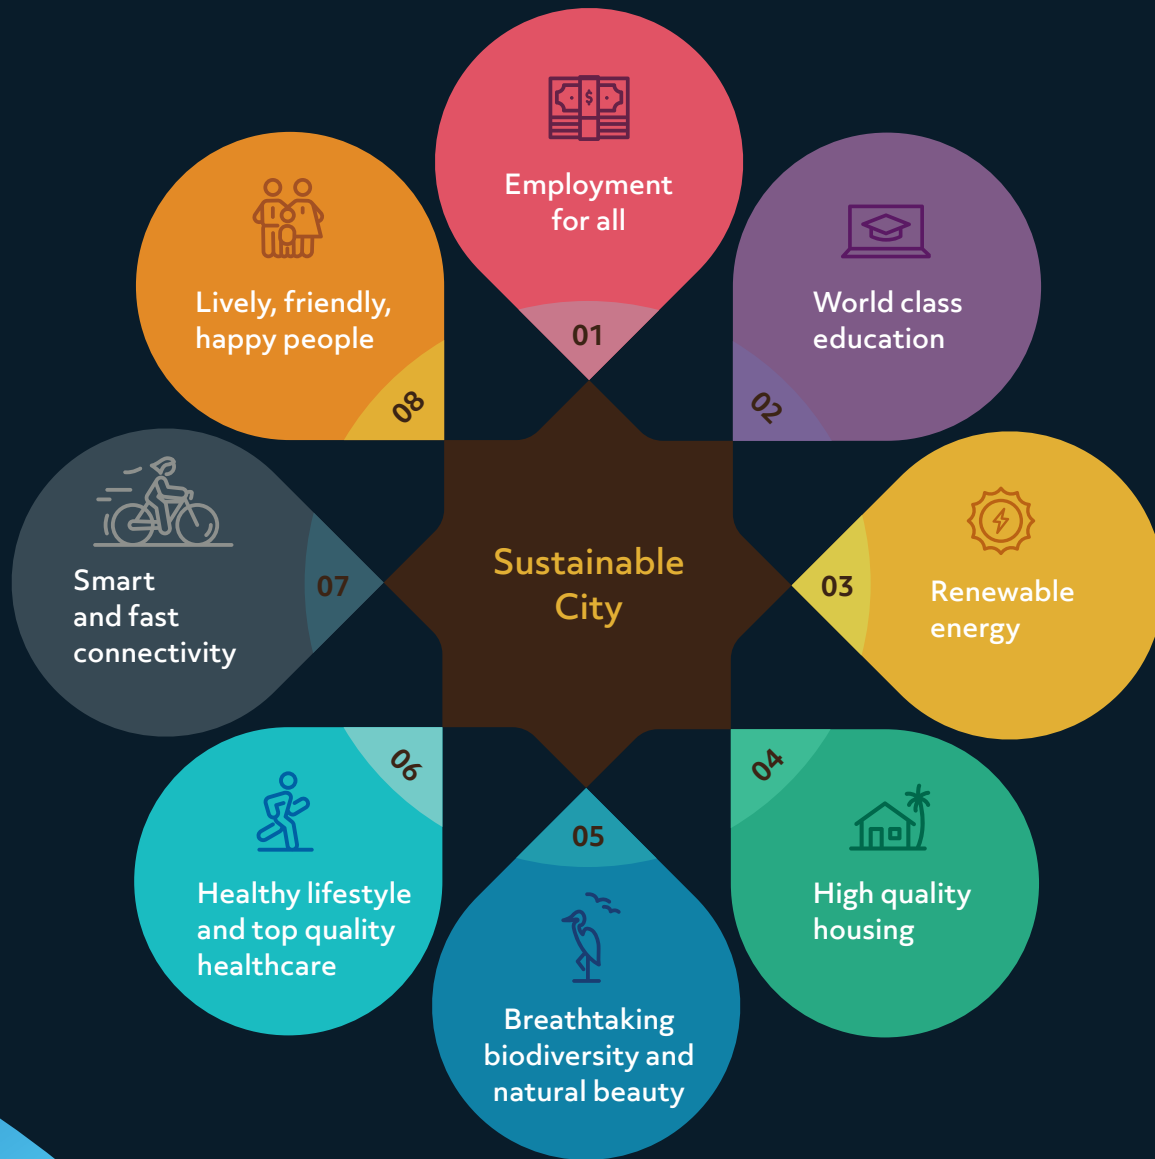 Employment
for all
01
World class
education
02
Renewable
energy
03
High quality
housing
04
05
Breathtaking
biodiversity and
natural beauty
06
Healthy lifestyle
and top quality
healthcare
07
Smart
and fast
connectivity
08
Lively, friendly,
happy people
Sustainable
City
$